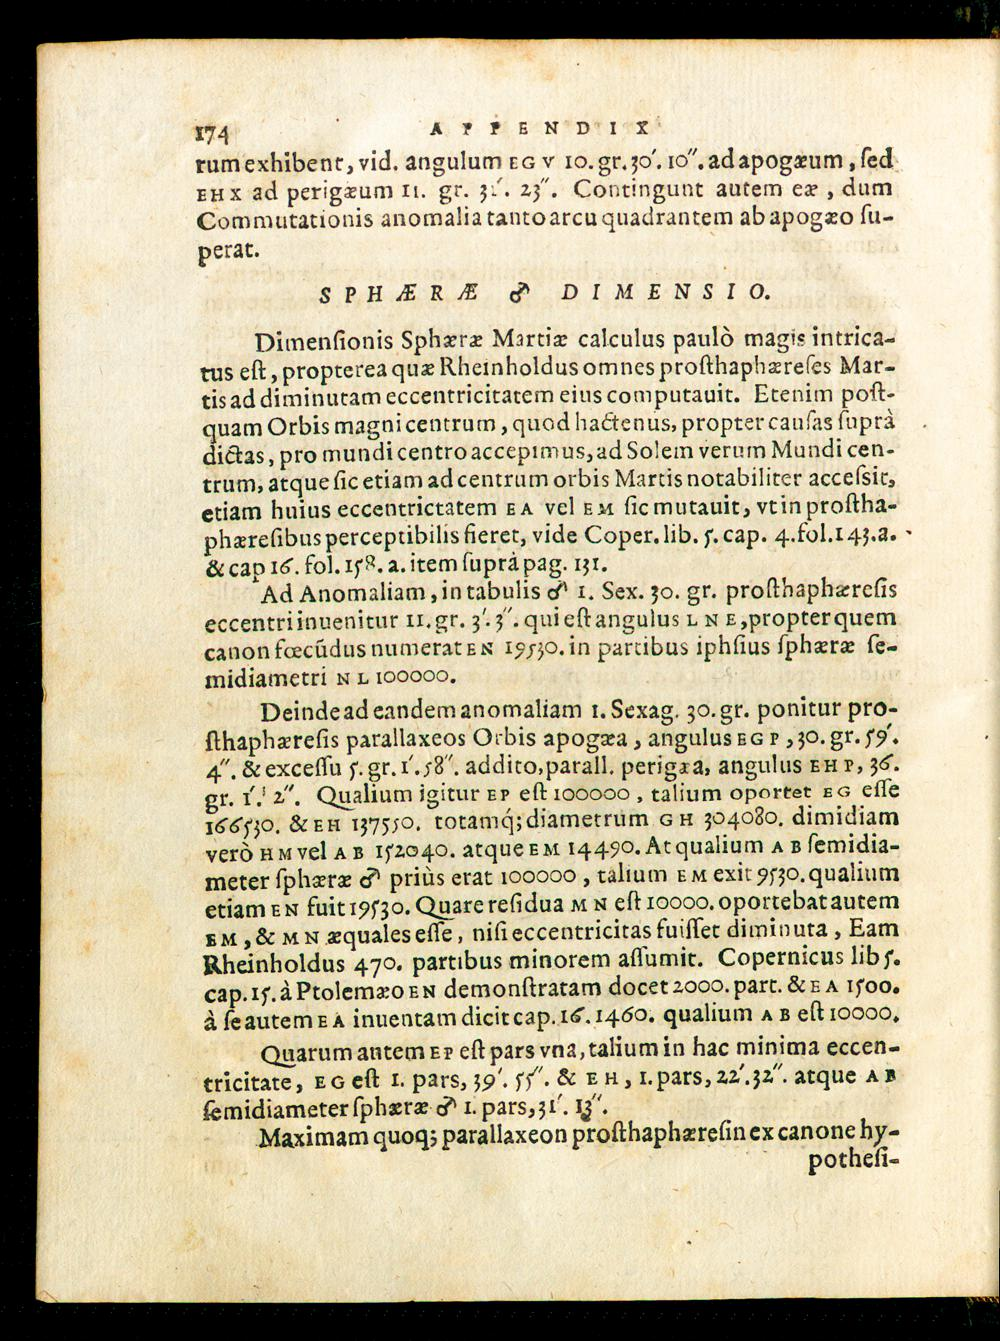 174 APPENDIX
rum exhibent, vid. angulum EGV 10. gr. 30′. 10″. ad apogæum, ſed
EHX ad perigæum 11. gr. 31′. 23″. Contingunt autem eæ, dum
Commutationis anomalia tanto arcu quadrantem ab apogæo ſu-
perat.
SPHÆRÆ ♂ DIMENSIO.
Dimenſionis Sphæræ Martiæ calculus paulò magis intrica-
tus eſt, propterea quæ Rheinholdus omnes proſthaphæreſes Mar-
tis ad diminutam eccentricitatem eius computauit. Etenim poſt-
quam Orbis magni centrum, quod hactenus, propter cauſas ſuprà
dictas, pro mundi centro accepimus, ad Solem verum Mundi cen-
trum, atque ſic etiam ad centrum orbis Martis notabiliter acceſsit,
etiam huius eccentrictatem EA vel EM ſic mutauit, vt in proſtha-
phæreſibus perceptibilis fieret, vide Coper. lib. 5. cap. 4. fol. 143. a.
& cap 16. fol. 158. a. item ſuprà pag. 131.
Ad Anomaliam, in tabulis ♂ 1. Sex. 30. gr. proſthaphæreſis
eccentri inuenitur 11. gr. 3′. 3″. qui eſt angulus LNE, propter quem
canon fœcūdus numerat EN 19530. in partibus iphſius ſphæræ ſe-
midiametri NL 100000.
Deinde ad eandem anomaliam 1. Sexag. 30. gr. ponitur pro-
ſthaphæreſis parallaxeos Orbis apogæa, angulus EGP, 30. gr. 59′.
4″. & exceſſu 5. gr. 1′. 58″. addito, parall. perigæa, angulus EHP, 36.
gr. 1′. 2″. Qualium igitur EP eſt 100000, talium oportet EG eſſe
166530. & EH 137550. totamq́; diametrum GH 304080. dimidiam
verò HM vel AB 152040. atque EM 14490. At qualium AB ſemidia-
meter ſphæræ ♂ priùs erat 100000, talium EM exit 9530. qualium
etiam EN fuit 19530. Quare reſidua MN eſt 10000. oportebat autem
EM, & MN æquales eſſe, niſi eccentricitas fuiſſet diminuta, Eam
Rheinholdus 470. partibus minorem aſſumit. Copernicus lib 5.
cap. 15. à Ptolemæo EN demonſtratam docet 2000. part. & EA 1500.
à ſe autem EA inuentam dicit cap. 16. 1460. qualium AB eſt 10000.
Quarum autem EP eſt pars vna, talium in hac minima eccen-
tricitate, EG eſt 1. pars, 39′. 55″. & EH, 1. pars, 22′. 32″. atque AB
ſemidiameter ſphæræ ♂ 1. pars, 31′. 13″.
Maximam quoq; parallaxeon proſthaphæreſin ex canone hy-
potheſi-